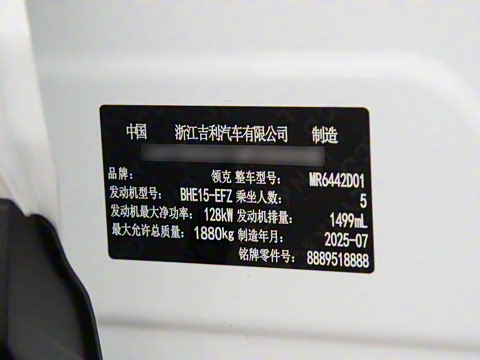 中国 浙江吉利汽车有限公司 制造
品牌: 领克 整车型号: MR6442D01
发动机型号: BHE15-EFZ 乘坐人数: 5
发动机最大净功率: 128kW 发动机排量: 1499mL
最大允许总质量: 1880kg 制造年月: 2025-07
铭牌零件号: 8889518888